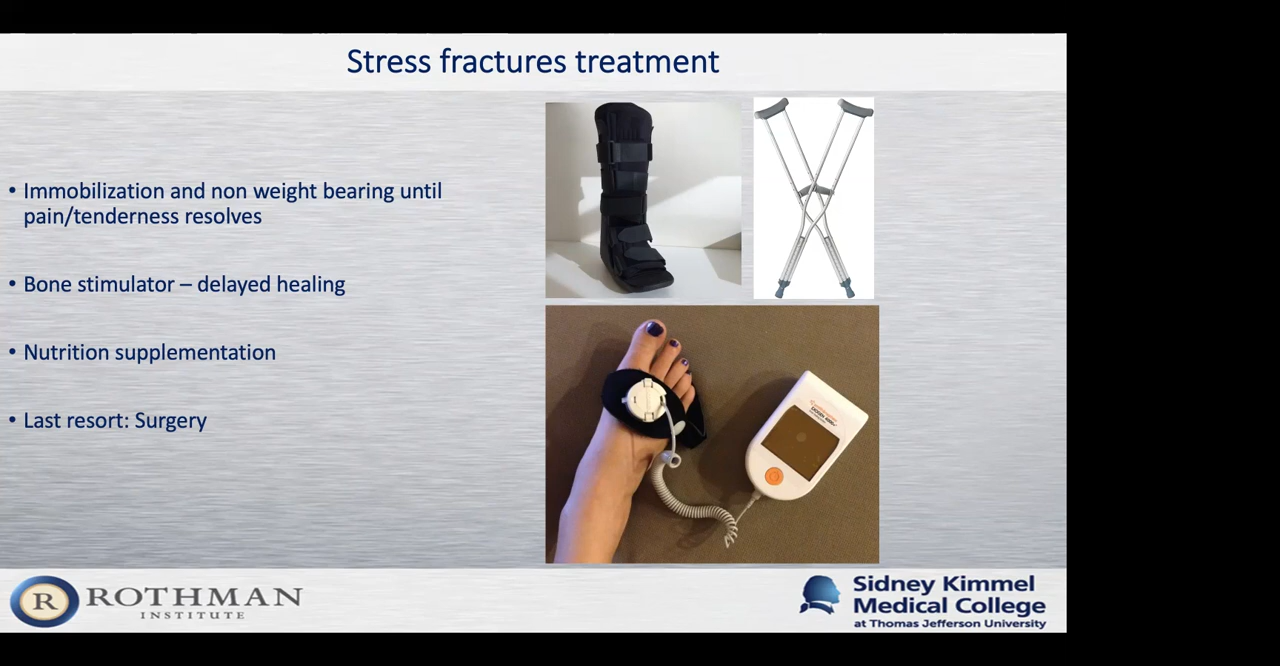 Stress fractures treatment
• Immobilization and non weight bearing until
pain/tenderness resolves
• Bone stimulator – delayed healing
• Nutrition supplementation
• Last resort: Surgery
R ROTHMAN
INSTITUTE
Sidney Kimmel
Medical College
at Thomas Jefferson University